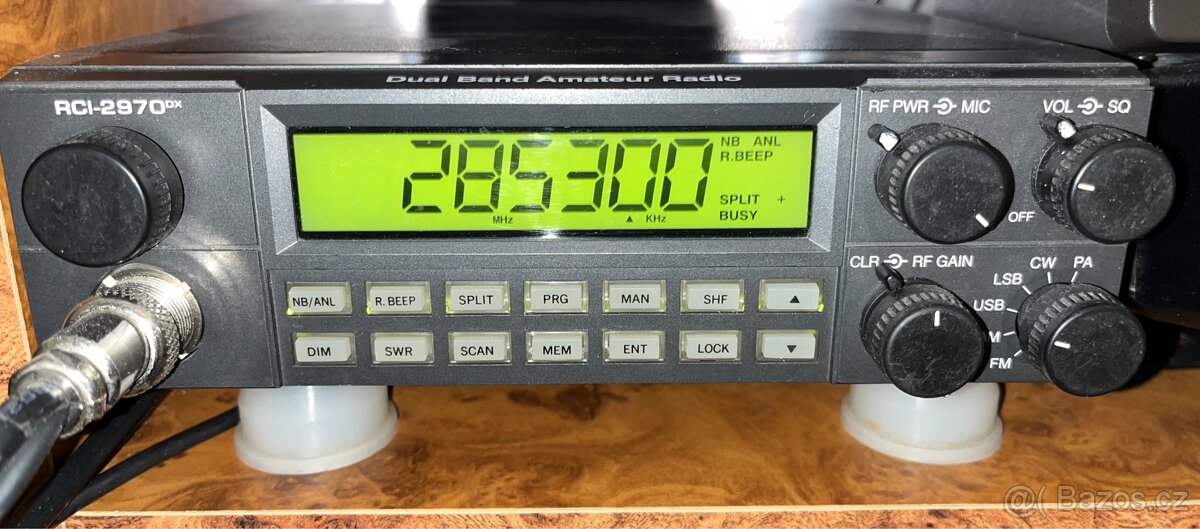 Dual Band Amateur Radio
RCI-2970DX
285300
MHz ▲ KHz
NB ANL
R.BEEP
SPLIT +
BUSY
RF PWR MIC
OFF
VOL SQ
CLR RF GAIN
CW PA
LSB
USB
M
FM
NB/ANL R. BEEP SPLIT PRG MAN SHF ▲
DIM SWR SCAN MEM ENT LOCK ▼
@( Bazos.cz